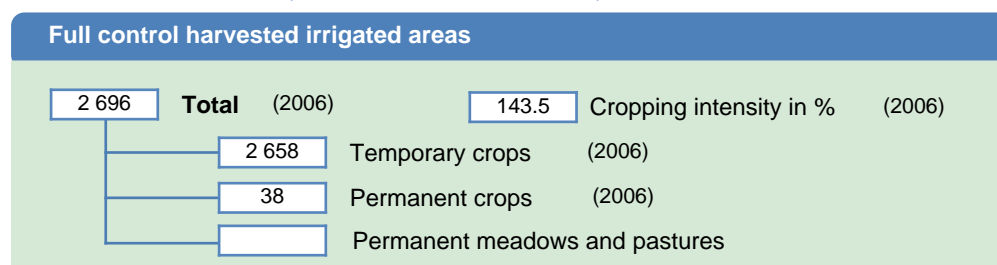 Full control harvested irrigated areas
2 696 Total (2006) 143.5 Cropping intensity in % (2006)
2 658 Temporary crops (2006)
38 Permanent crops (2006)
Permanent meadows and pastures